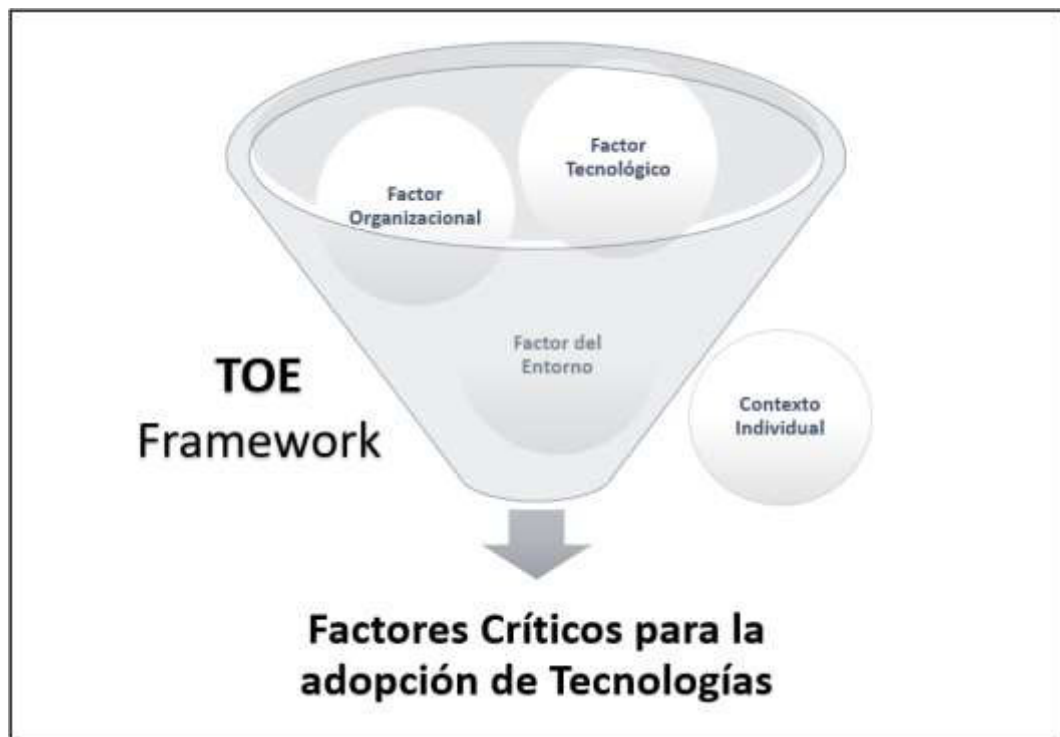 Factor
Tecnológico
Factor
Organizacional
Factor del
Entorno
TOE
Framework
Contexto
Individual
Factores Críticos para la
adopción de Tecnologías